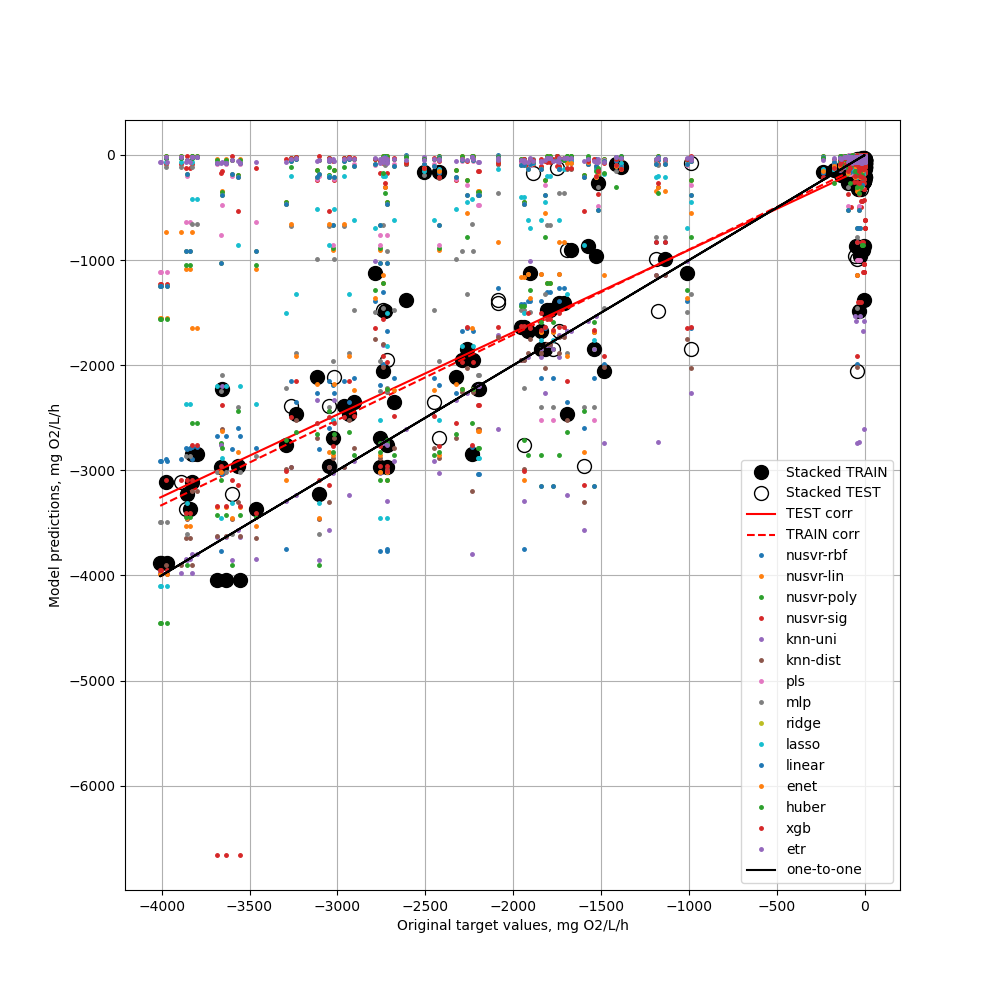 0
−1000
−2000
−3000
−4000
−5000
−6000
Model predictions, mg O2/L/h
−4000 −3500 −3000 −2500 −2000 −1500 −1000 −500 0
Original target values, mg O2/L/h
Stacked TRAIN
Stacked TEST
TEST corr
TRAIN corr
nusvr-rbf
nusvr-lin
nusvr-poly
nusvr-sig
knn-uni
knn-dist
pls
mlp
ridge
lasso
linear
enet
huber
xgb
etr
one-to-one